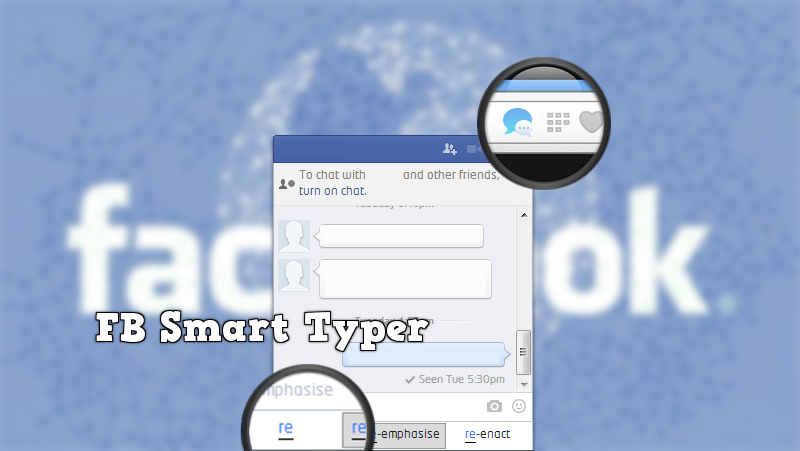 facebook.
To chat with and other friends,
turn on chat.
FB Smart Typer
Seen Tue 5:30pm
emphasise
re re
-emphasise re-enact